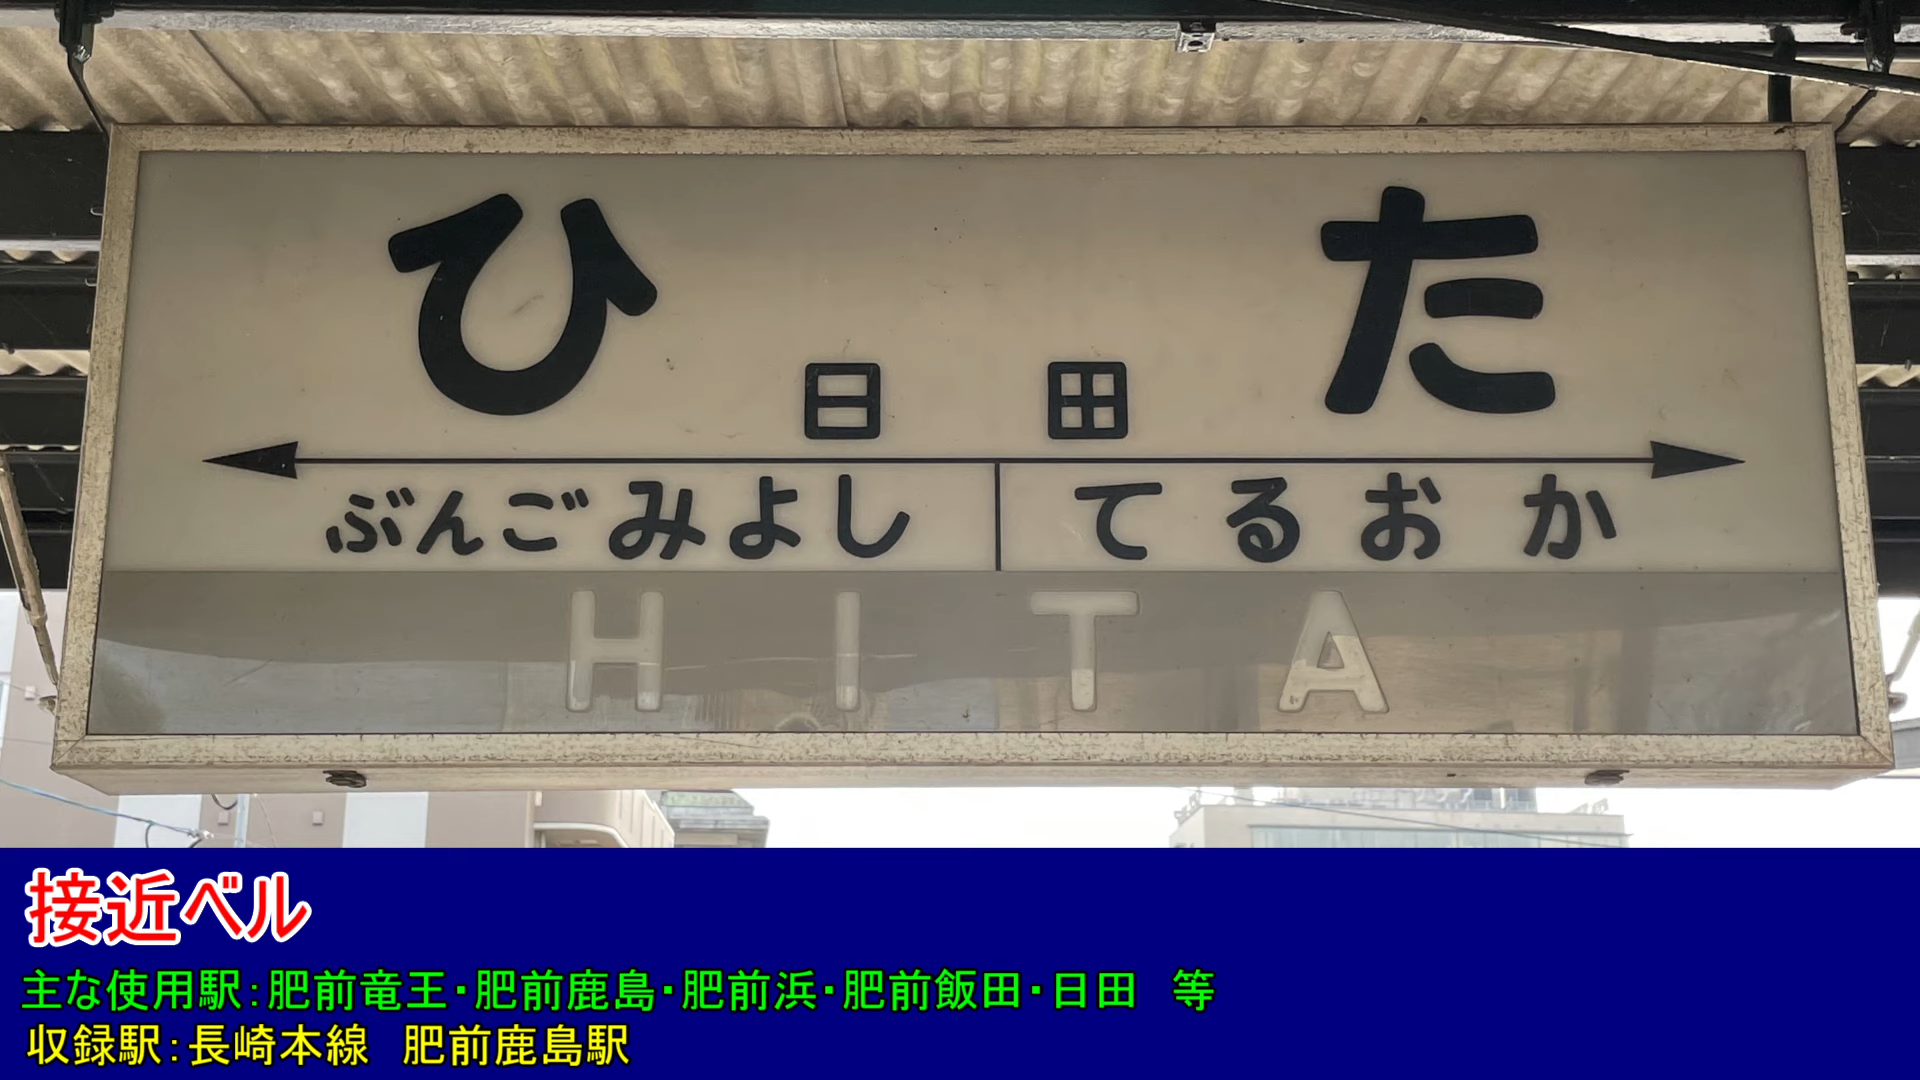 ひた
日田
ぶんごみよし てるおか
HITA
接近ベル
主な使用駅：肥前竜王・肥前鹿島・肥前浜・肥前飯田・日田　等
収録駅：長崎本線　肥前鹿島駅